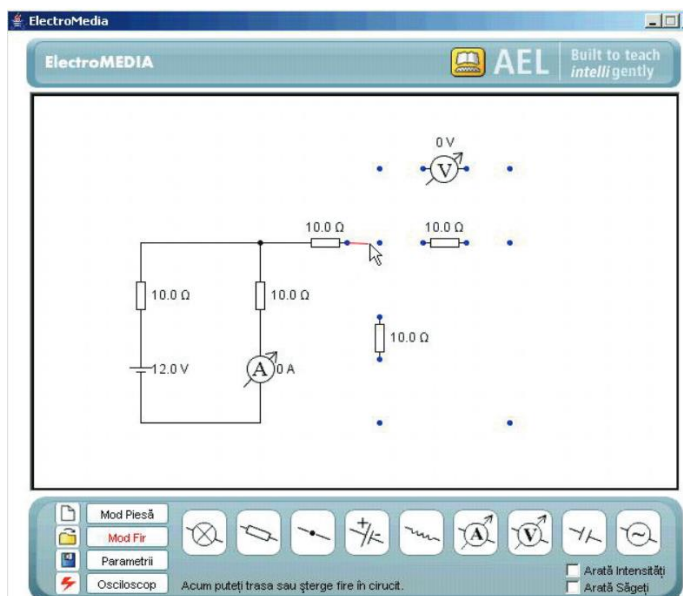 ElectroMedia
ElectroMEDIA
AEL
Built to teach
intelligently
0 V
V
10.0 Ω
10.0 Ω
10.0 Ω
10.0 Ω
10.0 Ω
12.0 V
A
0 A
Mod Piesă
Mod Fir
Parametrii
Osciloscop
A
V
Acum puteți trasa sau șterge fire în cirucit.
Arată Intensități
Arată Săgeți